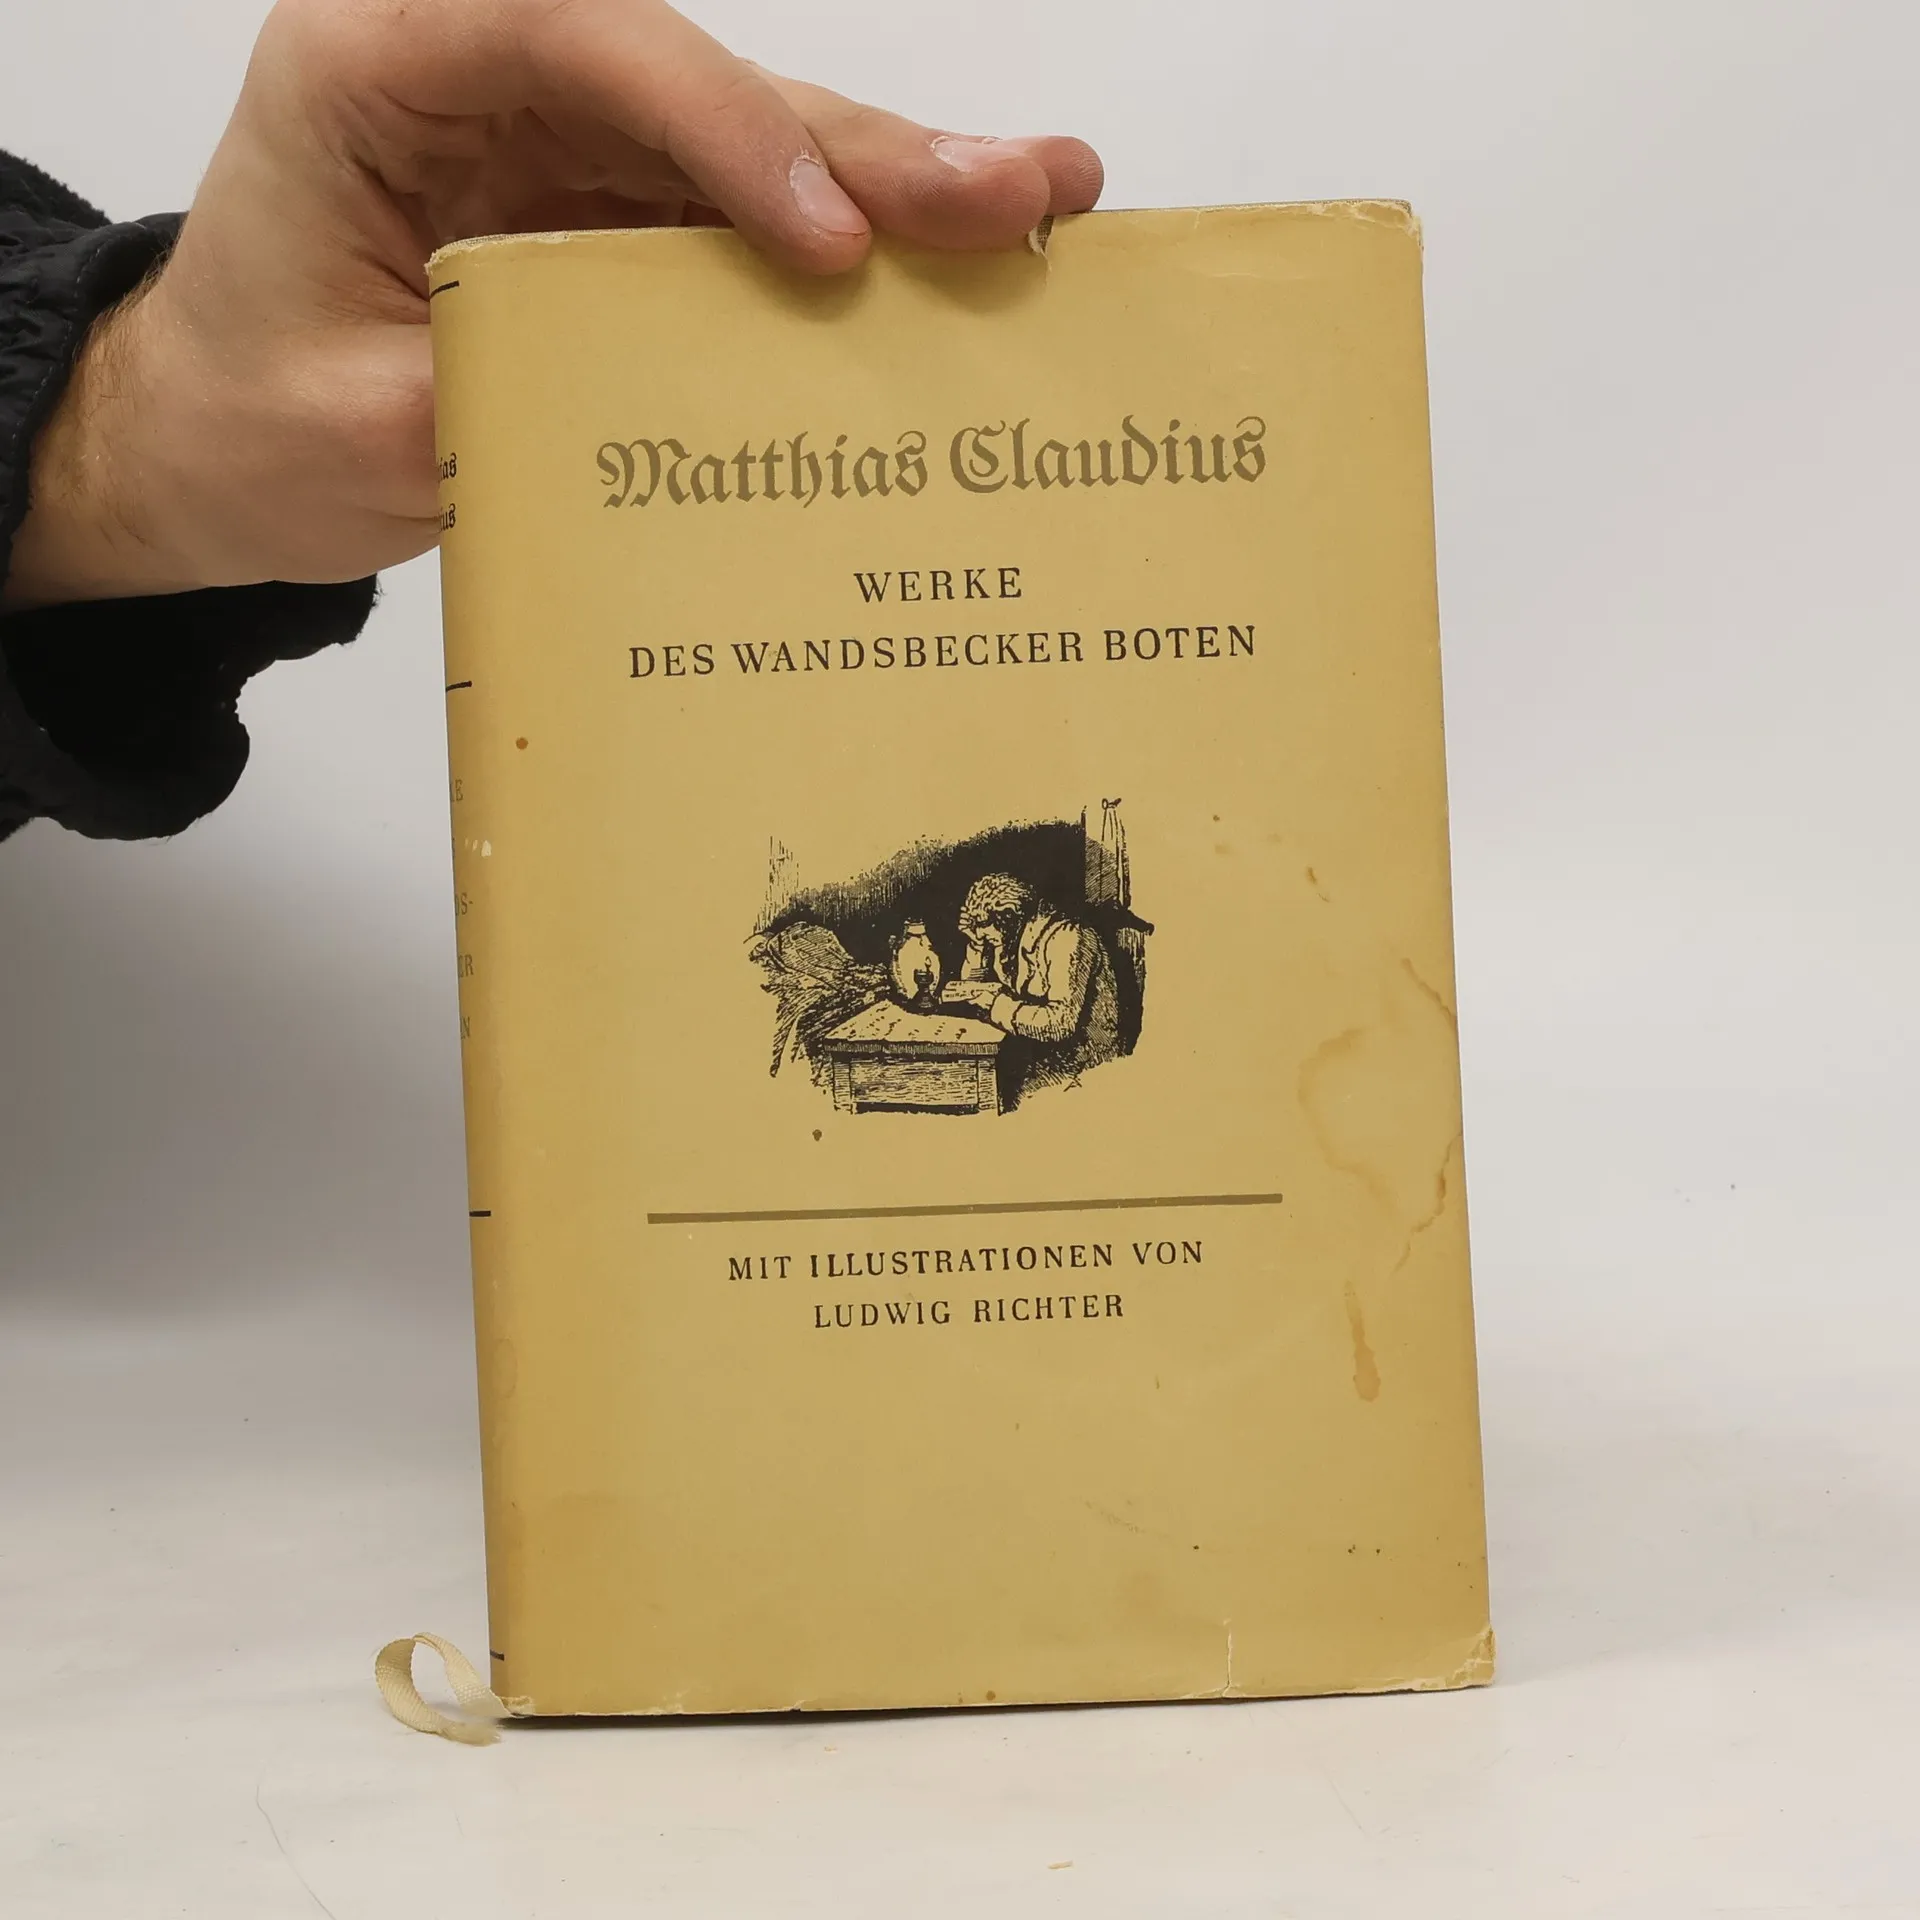 Matthias Claudius
WERKE
DES WANDSBECKER BOTEN
MIT ILLUSTRATIONEN VON
LUDWIG RICHTER